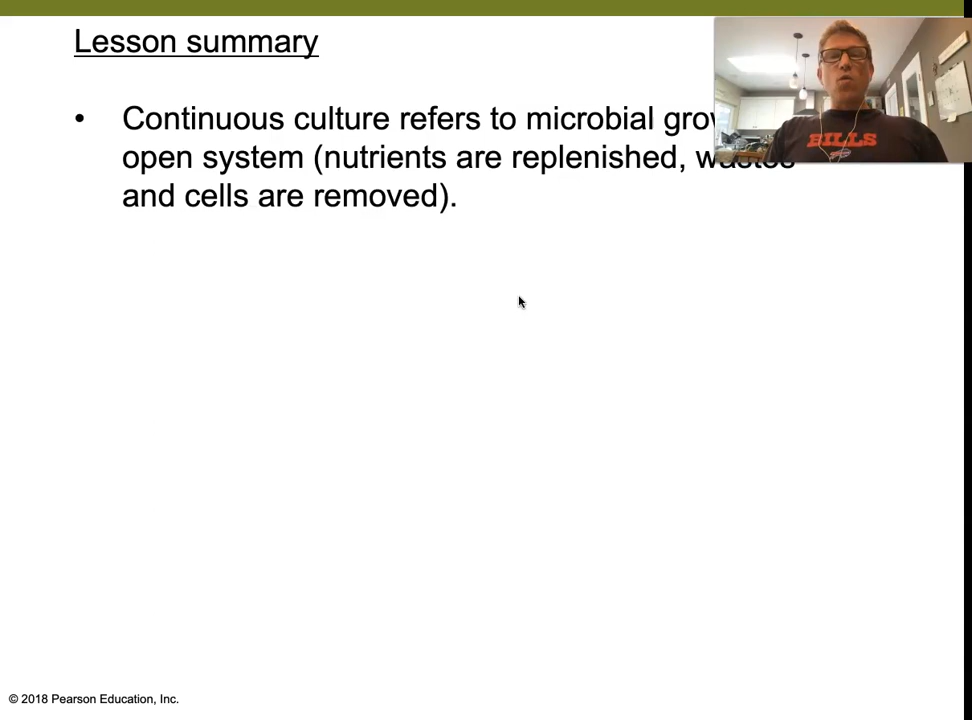 Lesson summary
• Continuous culture refers to microbial
open system (nutrients are replenished, wastes
and cells are removed).
BILLS
© 2018 Pearson Education, Inc.